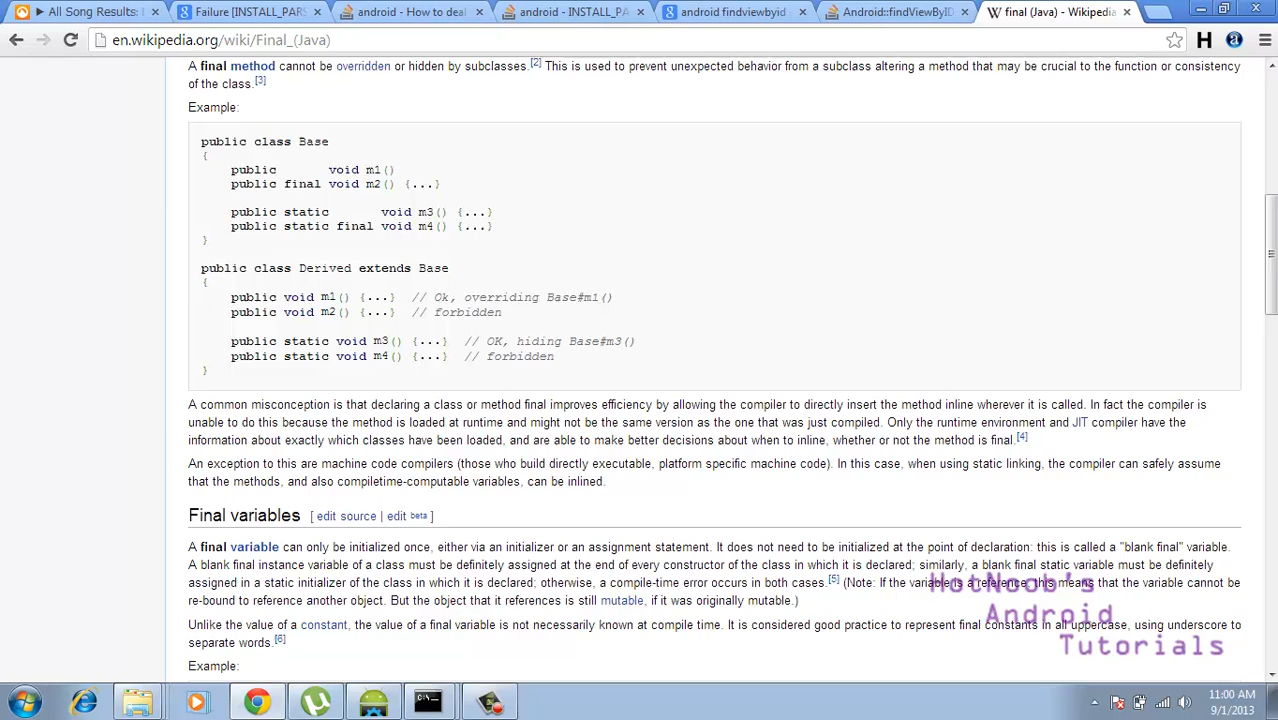 ▶ All Song Results:
Failure [INSTALL_PARS
android - How to deal
android - INSTALL_PA
android findviewbyid
Android::findViewByID
final (Java) - Wikipedia
en.wikipedia.org/wiki/Final_(Java)
A final method cannot be overridden or hidden by subclasses.[2] This is used to prevent unexpected behavior from a subclass altering a method that may be crucial to the function or consistency
of the class.[3]
Example:
public class Base
{
public void m1()
public final void m2() {...}
public static void m3() {...}
public static final void m4() {...}
}
public class Derived extends Base
{
public void m1() {...} // Ok, overriding Base#m1()
public void m2() {...} // forbidden
public static void m3() {...} // OK, hiding Base#m3()
public static void m4() {...} // forbidden
}
A common misconception is that declaring a class or method final improves efficiency by allowing the compiler to directly insert the method inline wherever it is called. In fact the compiler is
unable to do this because the method is loaded at runtime and might not be the same version as the one that was just compiled. Only the runtime environment and JIT compiler have the
information about exactly which classes have been loaded, and are able to make better decisions about when to inline, whether or not the method is final.[4]
An exception to this are machine code compilers (those who build directly executable, platform specific machine code). In this case, when using static linking, the compiler can safely assume
that the methods, and also compiletime-computable variables, can be inlined.
Final variables [ edit source | edit beta ]
A final variable can only be initialized once, either via an initializer or an assignment statement. It does not need to be initialized at the point of declaration: this is called a "blank final" variable.
A blank final instance variable of a class must be definitely assigned at the end of every constructor of the class in which it is declared; similarly, a blank final static variable must be definitely
assigned in a static initializer of the class in which it is declared; otherwise, a compile-time error occurs in both cases.[5] (Note: If the variable is a reference, this means that the variable cannot be
re-bound to reference another object. But the object that it references is still mutable, if it was originally mutable.)
Unlike the value of a constant, the value of a final variable is not necessarily known at compile time. It is considered good practice to represent final constants in all uppercase, using underscore to
separate words.[6]
Example:
HotNoob's
Android
Tutorials
11:00 AM
9/1/2013